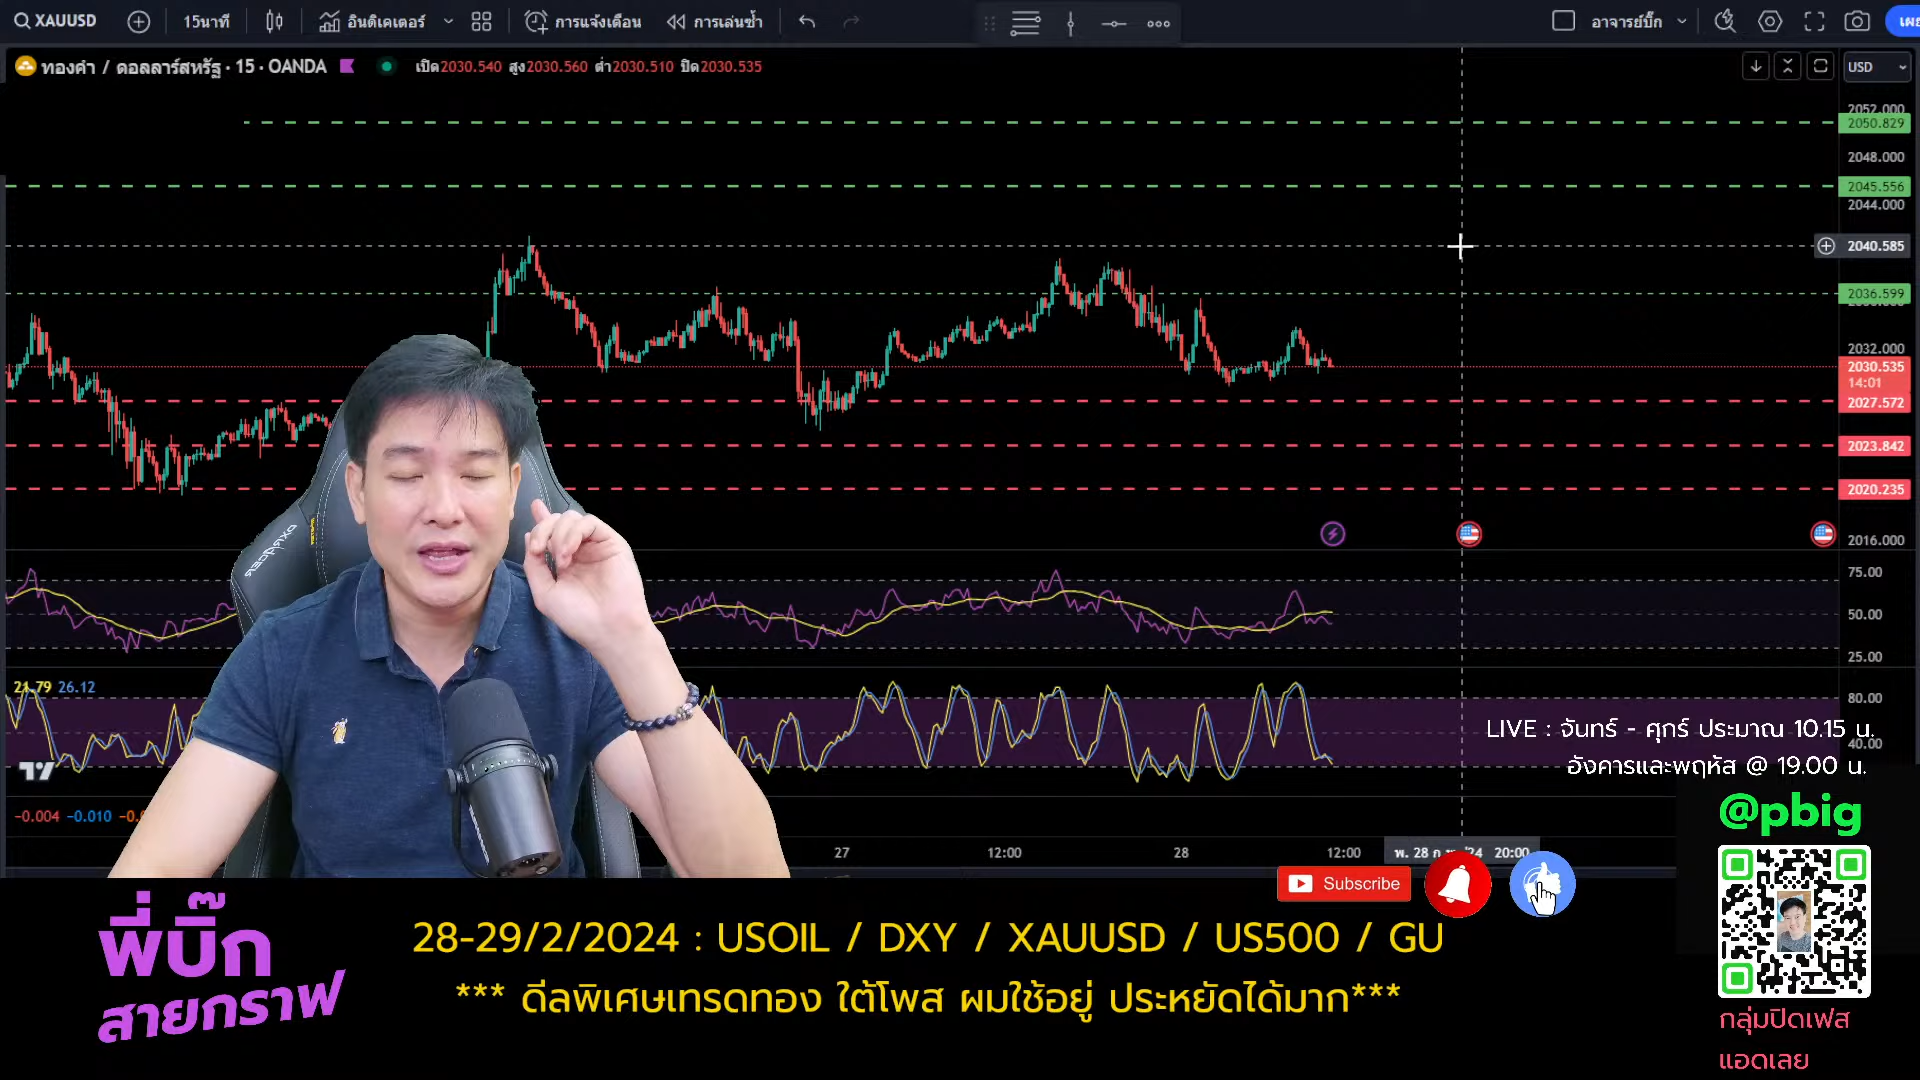 XAUUSD
15นาที
อินดิเคเตอร์
การแจ้งเตือน
การเล่นซ้ำ
อาจารย์บิ๊ก
ทองคำ / ดอลลาร์สหรัฐ · 15 · OANDA
เปิด2030.540 สูง2030.560 ต่ำ2030.510 ปิด2030.535
USD
2052.000
2050.829
2048.000
2045.556
2044.000
2040.585
2036.599
2032.000
2030.535
14:01
2027.572
2023.842
2020.235
2016.000
75.00
50.00
25.00
21.79 26.12
80.00
40.00
DXRACER
LIVE : จันทร์ - ศุกร์ ประมาณ 10.15 น.
อังคารและพฤหัส @ 19.00 น.
@pbig
−0.004 −0.010
27
12:00
28
12:00
20:00
Subscribe
พี่บิ๊ก
สายกราฟ
28-29/2/2024 : USOIL / DXY / XAUUSD / US500 / GU
*** ดีลพิเศษเทรดทอง ใต้โพส ผมใช้อยู่ ประหยัดได้มาก***
กลุ่มปิดเฟส
แอดเลย